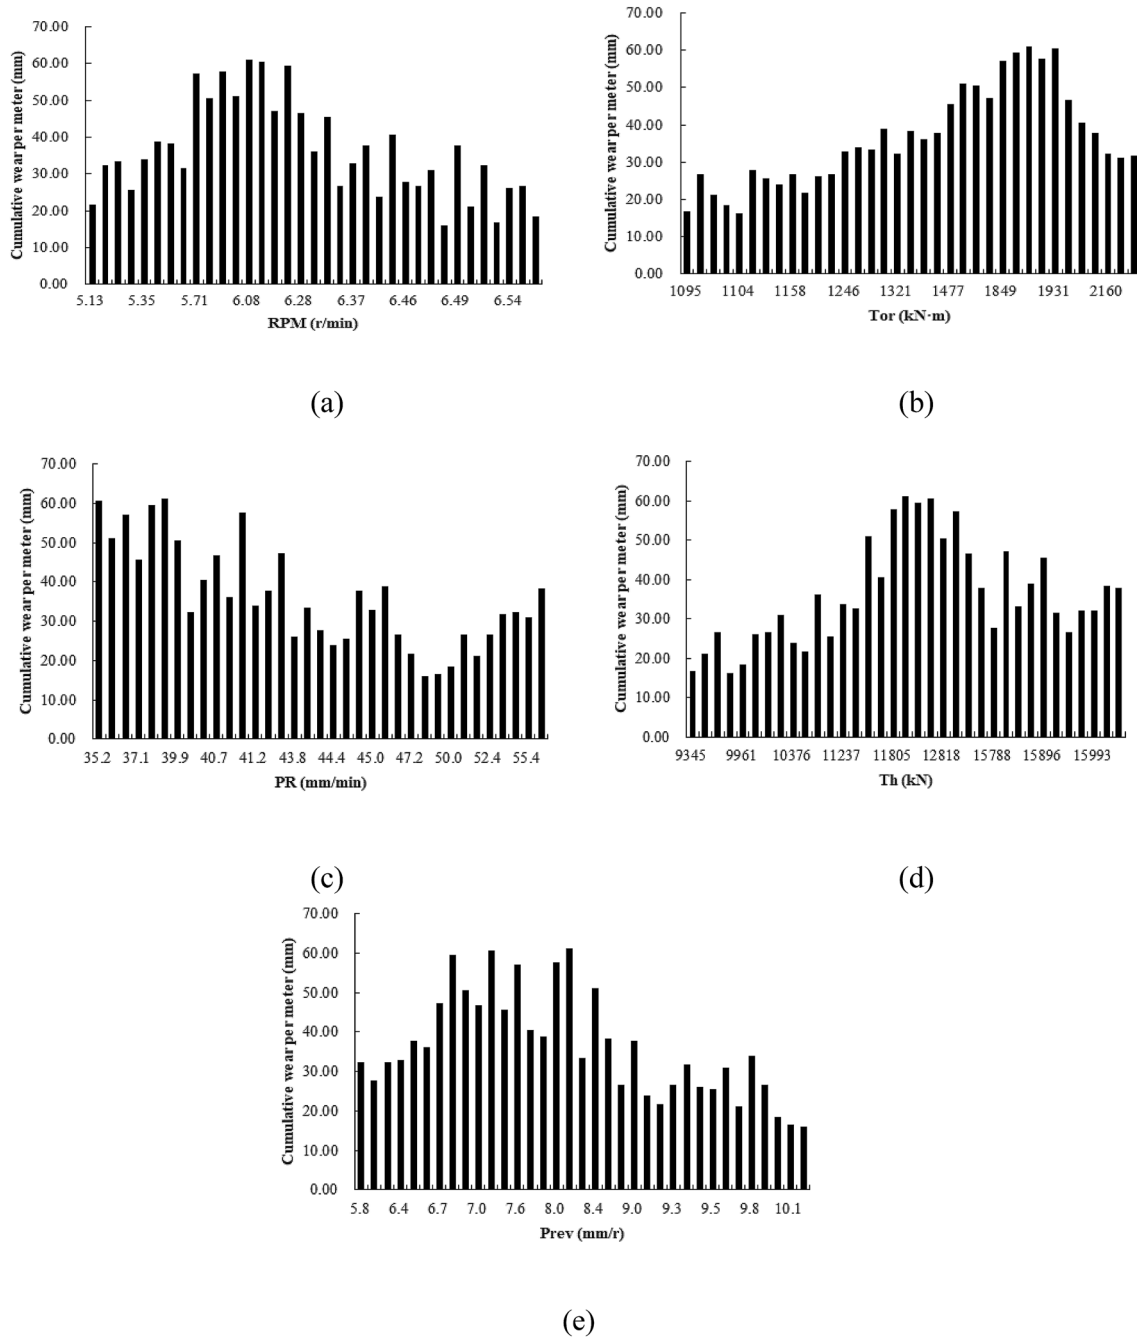 Cumulative wear per meter (mm)
70.00
60.00
50.00
40.00
30.00
20.00
10.00
0.00
5.13 5.35 5.71 6.08 6.28 6.37 6.46 6.49 6.54
RPM (r/min)
(a)
Cumulative wear per meter (mm)
70.00
60.00
50.00
40.00
30.00
20.00
10.00
0.00
1095 1104 1158 1246 1321 1477 1849 1931 2160
Tor (kN·m)
(b)
Cumulative wear per meter (mm)
70.00
60.00
50.00
40.00
30.00
20.00
10.00
0.00
35.2 37.1 39.9 40.7 41.2 43.8 44.4 45.0 47.2 50.0 52.4 55.4
PR (mm/min)
(c)
Cumulative wear per meter (mm)
70.00
60.00
50.00
40.00
30.00
20.00
10.00
0.00
9345 9961 10376 11237 11805 12818 15788 15896 15993
Th (kN)
(d)
Cumulative wear per meter (mm)
70.00
60.00
50.00
40.00
30.00
20.00
10.00
0.00
5.8 6.4 6.7 7.0 7.6 8.0 8.4 9.0 9.3 9.5 9.8 10.1
Prev (mm/r)
(e)